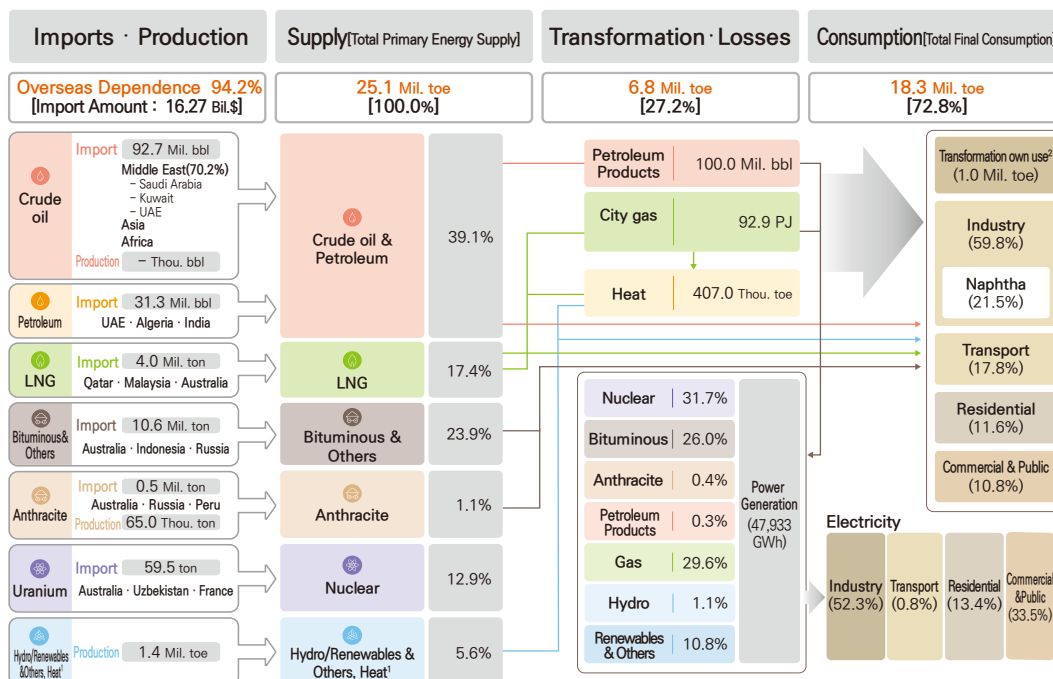 Imports · Production
Supply[Total Primary Energy Supply]
Transformation · Losses
Consumption[Total Final Consumption]
Overseas Dependence 94.2%
[Import Amount : 16.27 Bil.$]
25.1 Mil. toe
[100.0%]
6.8 Mil. toe
[27.2%]
18.3 Mil. toe
[72.8%]
Crude
oil
Import 92.7 Mil. bbl
Middle East(70.2%)
– Saudi Arabia
– Kuwait
– UAE
Asia
Africa
Production – Thou. bbl
Petroleum
Import 31.3 Mil. bbl
UAE · Algeria · India
LNG
Import 4.0 Mil. ton
Qatar · Malaysia · Australia
Bituminous&
Others
Import 10.6 Mil. ton
Australia · Indonesia · Russia
Anthracite
Import 0.5 Mil. ton
Australia · Russia · Peru
Production 65.0 Thou. ton
Uranium
Import 59.5 ton
Australia · Uzbekistan · France
Hydro/Renewables
&Others, Heat¹
Production 1.4 Mil. toe
Crude oil &
Petroleum
39.1%
LNG
17.4%
Bituminous &
Others
23.9%
Anthracite
1.1%
Nuclear
12.9%
Hydro/Renewables &
Others, Heat¹
5.6%
Petroleum
Products
100.0 Mil. bbl
City gas
92.9 PJ
Heat
407.0 Thou. toe
Nuclear 31.7%
Bituminous 26.0%
Anthracite 0.4%
Petroleum
Products
0.3%
Gas 29.6%
Hydro 1.1%
Renewables
& Others
10.8%
Power
Generation
(47,933
GWh)
Transformation own use²
(1.0 Mil. toe)
Industry
(59.8%)
Naphtha
(21.5%)
Transport
(17.8%)
Residential
(11.6%)
Commercial & Public
(10.8%)
Electricity
Industry
(52.3%)
Transport
(0.8%)
Residential
(13.4%)
Commercial
&Public
(33.5%)